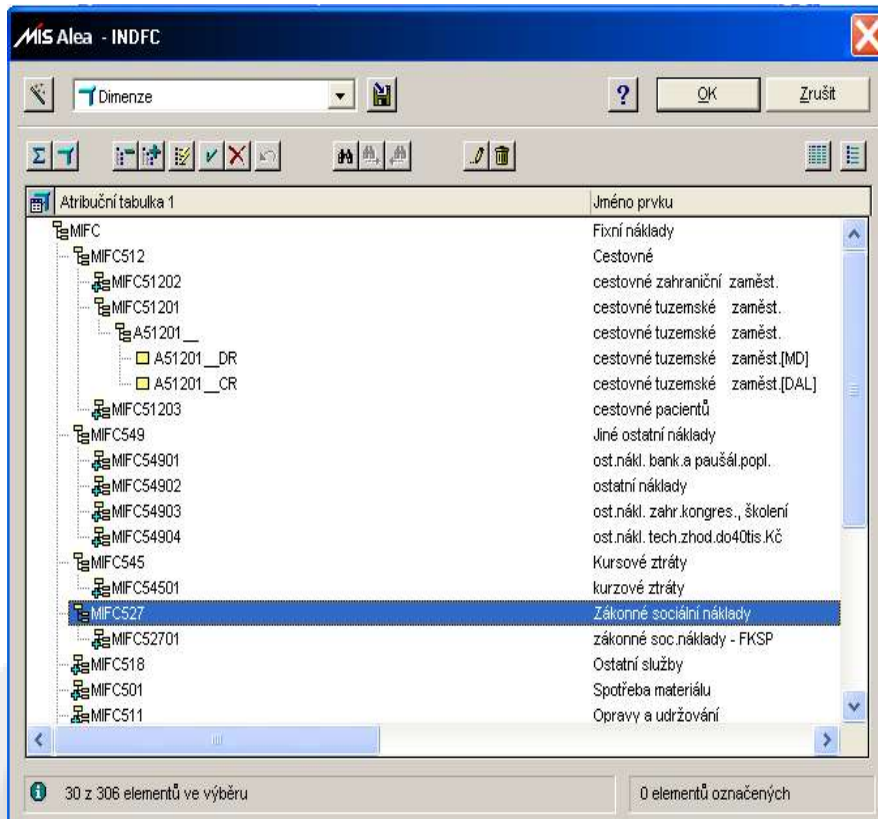 MIS Alea - INDFC
Dimenze ? OK Zrušit
Σ
Atribuční tabulka 1 Jméno prvku
MIFC Fixní náklady
MIFC512 Cestovné
MIFC51202 cestovné zahraniční zaměst.
MIFC51201 cestovné tuzemské zaměst.
A51201__ cestovné tuzemské zaměst.
A51201__DR cestovné tuzemské zaměst.[MD]
A51201__CR cestovné tuzemské zaměst.[DAL]
MIFC51203 cestovné pacientů
MIFC549 Jiné ostatní náklady
MIFC54901 ost.nákl. bank.a paušál.popl.
MIFC54902 ostatní náklady
MIFC54903 ost.nákl. zahr.kongres., školení
MIFC54904 ost.nákl. tech.zhod.do40tis.Kč
MIFC545 Kursové ztráty
MIFC54501 kurzové ztráty
MIFC527 Zákonné sociální náklady
MIFC52701 zákonné soc.náklady - FKSP
MIFC518 Ostatní služby
MIFC501 Spotřeba materiálu
MIFC511 Opravy a udržování
30 z 306 elementů ve výběru 0 elementů označených